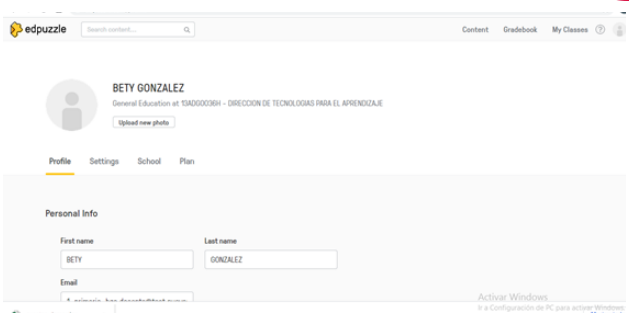 edpuzzle Search content... Content Gradebook My Classes ?
BETY GONZALEZ
General Education at 13ADG0036H - DIRECCION DE TECNOLOGIAS PARA EL APRENDIZAJE
Upload new photo
Profile Settings School Plan
Personal Info
First name Last name
BETY GONZALEZ
Email
Activar Windows
Ir a Configuración de PC para activar Windows